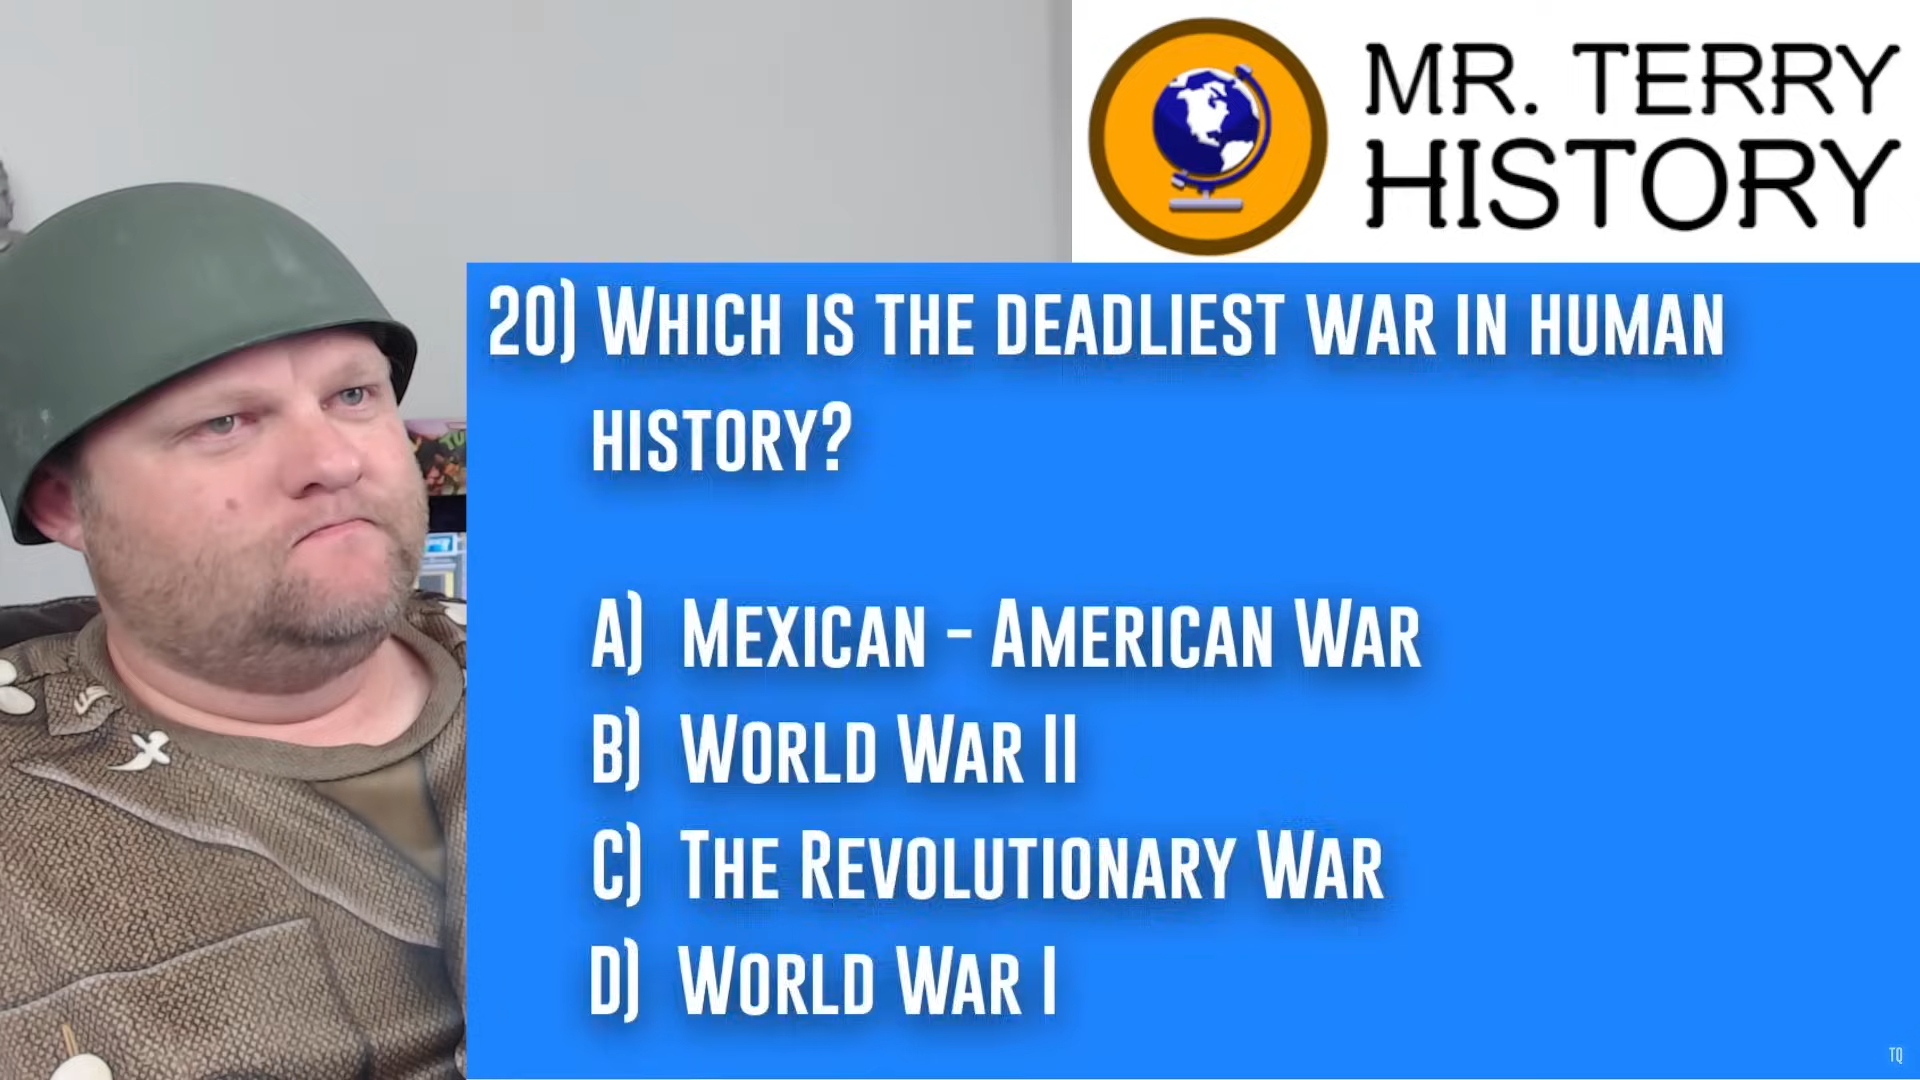 MR. TERRY
HISTORY
20) WHICH IS THE DEADLIEST WAR IN HUMAN
HISTORY?
A) MEXICAN - AMERICAN WAR
B) WORLD WAR II
C) THE REVOLUTIONARY WAR
D) WORLD WAR I
TQ